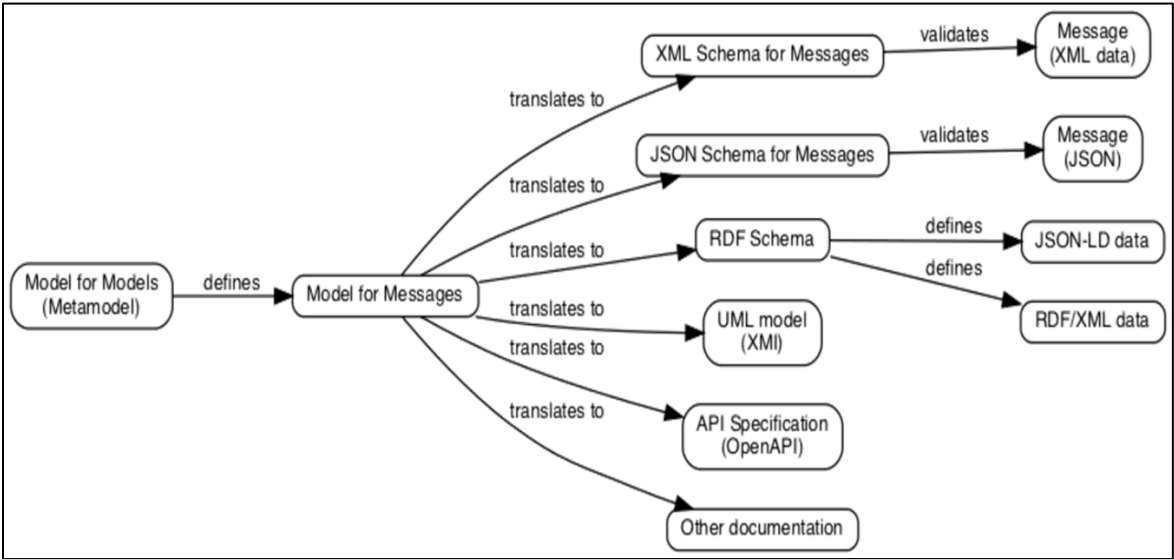 XML Schema for Messages
validates
Message
(XML data)
translates to
JSON Schema for Messages
validates
Message
(JSON)
translates to
RDF Schema
defines
JSON-LD data
translates to
defines
RDF/XML data
Model for Models
(Metamodel)
defines
Model for Messages
translates to
UML model
(XMI)
translates to
API Specification
(OpenAPI)
translates to
Other documentation